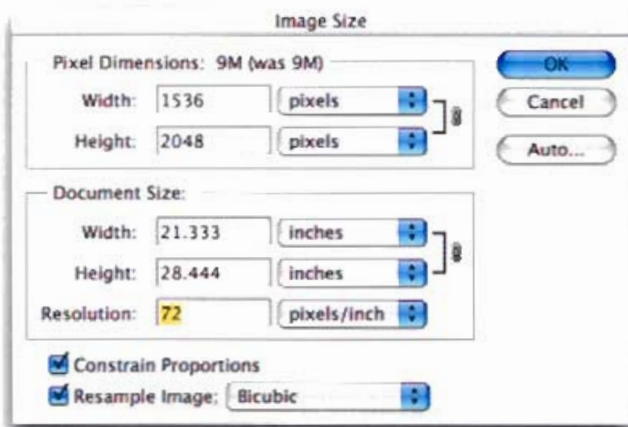 Image Size
Pixel Dimensions: 9M (was 9M)
OK
Width: 1536 pixels
Cancel
Height: 2048 pixels
Auto...
Document Size:
Width: 21.333 inches
Height: 28.444 inches
Resolution: 72 pixels/inch
Constrain Proportions
Resample Image: Bicubic